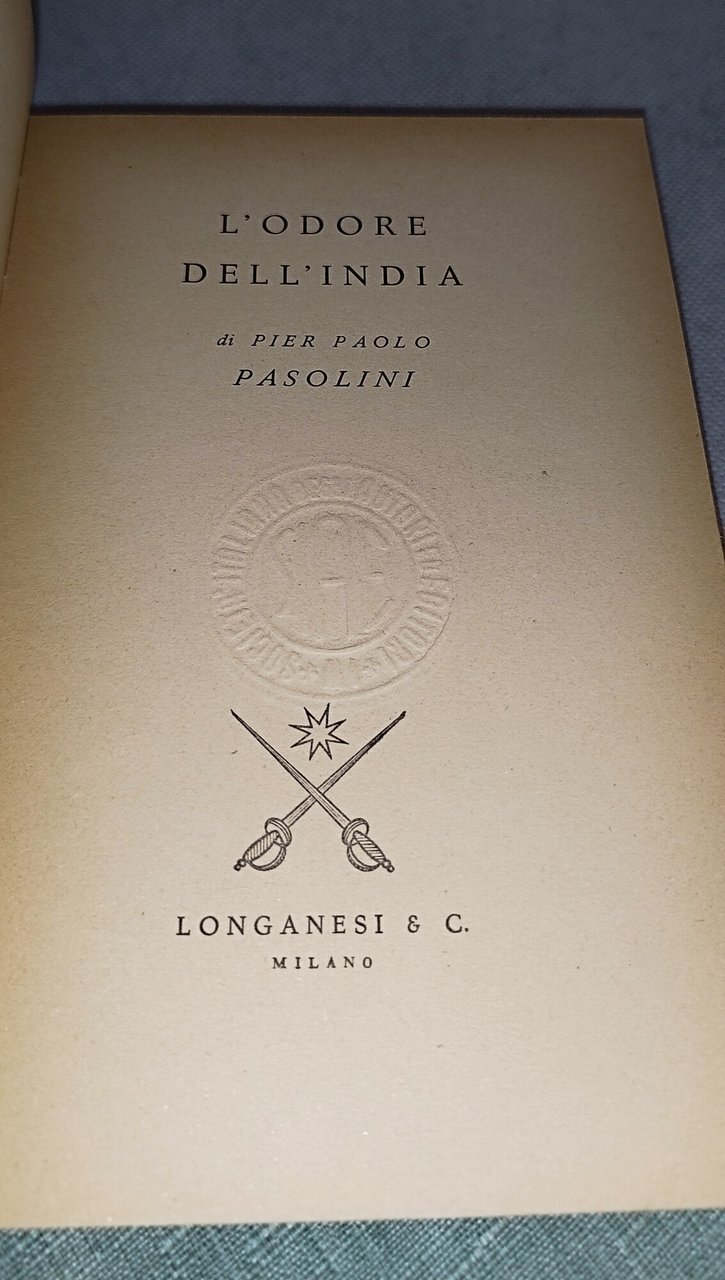 L'ODORE
DELL'INDIA
di PIER PAOLO
PASOLINI
LONGANESI & C.
MILANO